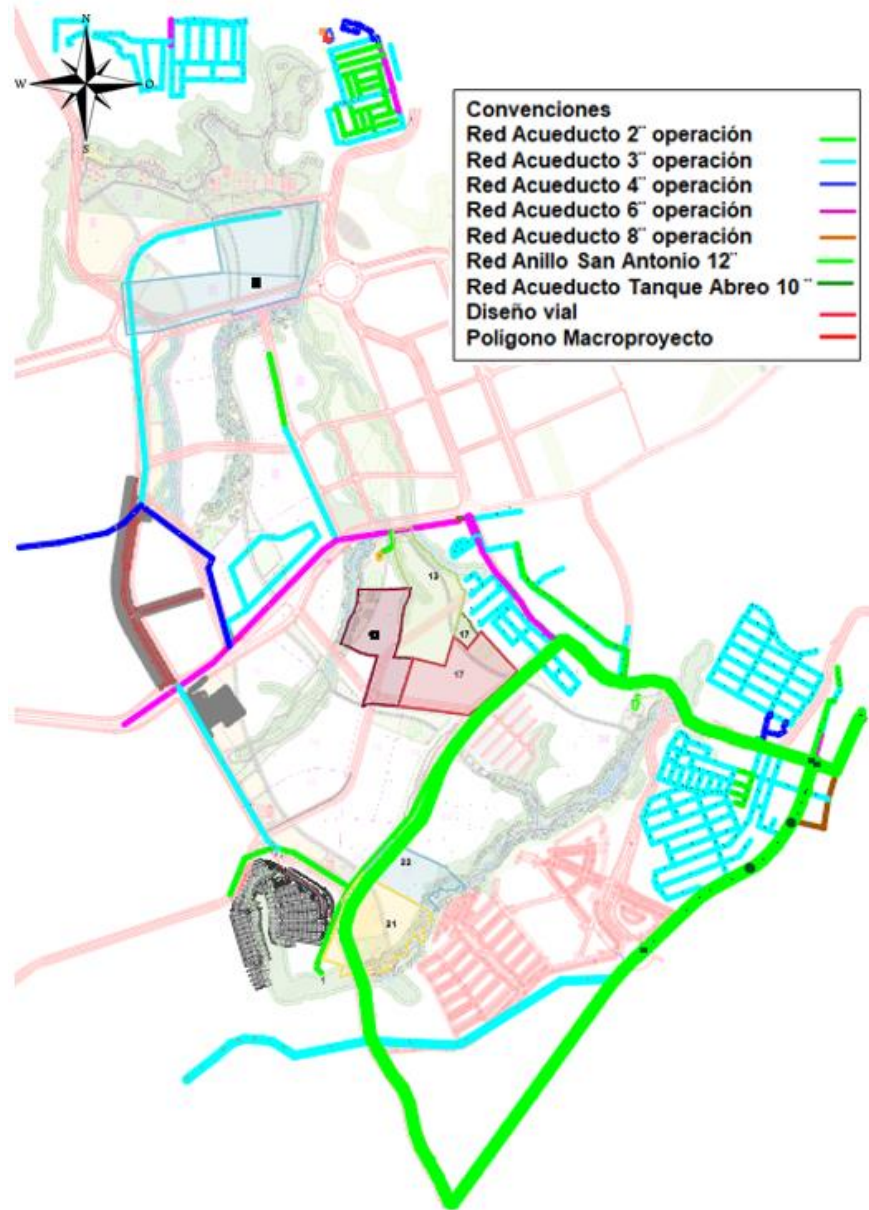 N
W
O
S
Convenciones
Red Acueducto 2¨ operación
Red Acueducto 3¨ operación
Red Acueducto 4¨ operación
Red Acueducto 6¨ operación
Red Acueducto 8¨ operación
Red Anillo San Antonio 12¨
Red Acueducto Tanque Abreo 10¨
Diseño vial
Polígono Macroproyecto
13
17
17
22
21
1